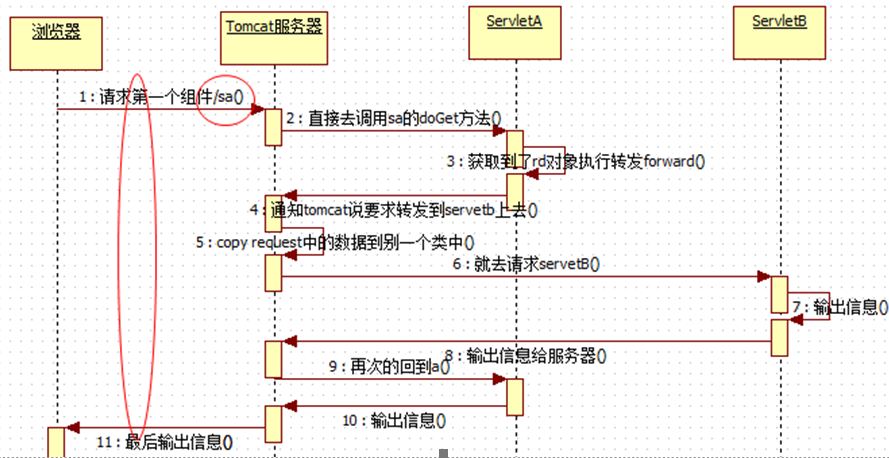 浏览器
Tomcat服务器
ServletA
ServletB
1 : 请求第一个组件/sa()
2 : 直接去调用sa的doGet方法()
3 : 获取到了rd对象执行转发forward()
4 : 通知tomcat说要求转发到servetb上去()
5 : copy request中的数据到别一个类中()
6 : 就去请求servetB()
7 : 输出信息()
8 : 输出信息给服务器()
9 : 再次的回到a()
10 : 输出信息()
11 : 最后输出信息()